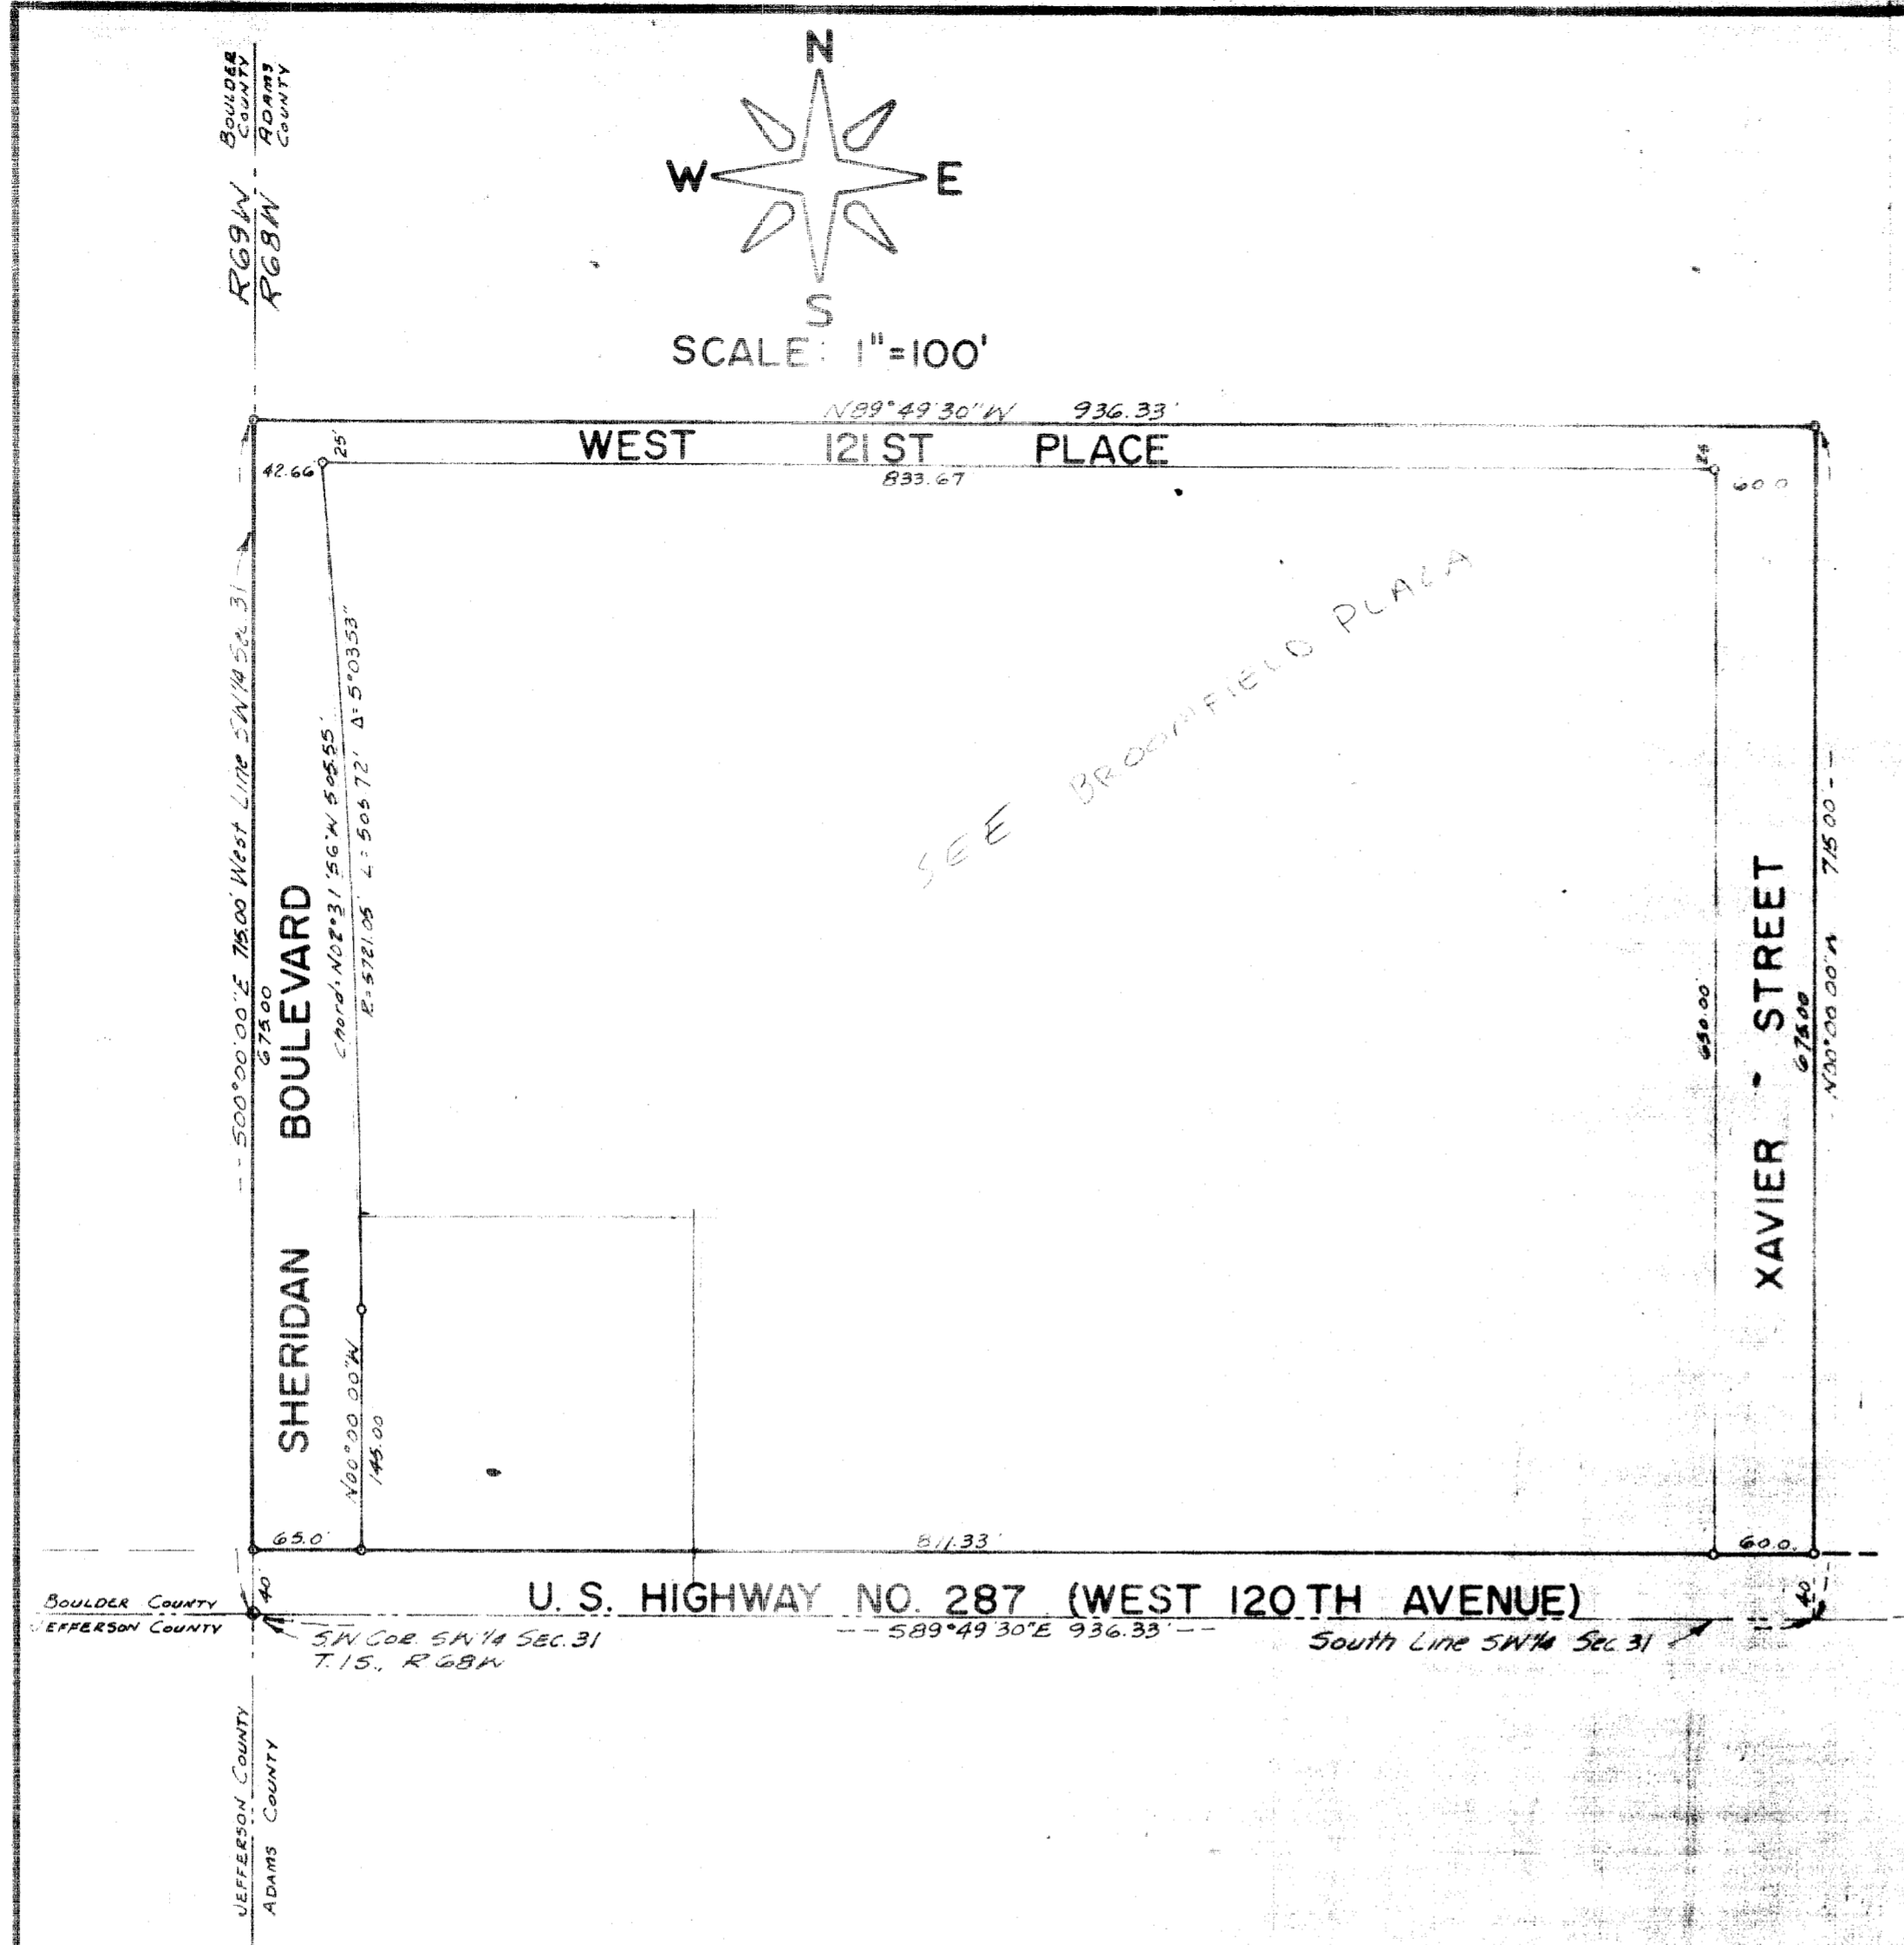 BOULDER
COUNTY
ADAMS
COUNTY
R69W
R68W
N
W E
S
SCALE: 1"=100'
N89°49'30"W 936.33'
WEST 121ST PLACE
833.67
42.66
25'
25
60.0
S00°00'00"E 715.00' West Line SW1/4 Sec. 31
675.00
SHERIDAN BOULEVARD
Chord: N02°31'56"W 505.55'
R=5721.05' L=505.72' Δ=5°03'53"
N00°00'00"W
145.00
SEE BROOMFIELD PLAZA
650.00'
XAVIER STREET
675.00
N00°00'00"W 715.00
65.0'
811.33'
60.0
40'
40'
BOULDER COUNTY
JEFFERSON COUNTY
U. S. HIGHWAY NO. 287 (WEST 120TH AVENUE)
S89°49'30"E 936.33'
SW COR. SW 1/4 SEC. 31
T. 1S., R68W
South Line SW1/4 Sec. 31
JEFFERSON COUNTY
ADAMS COUNTY